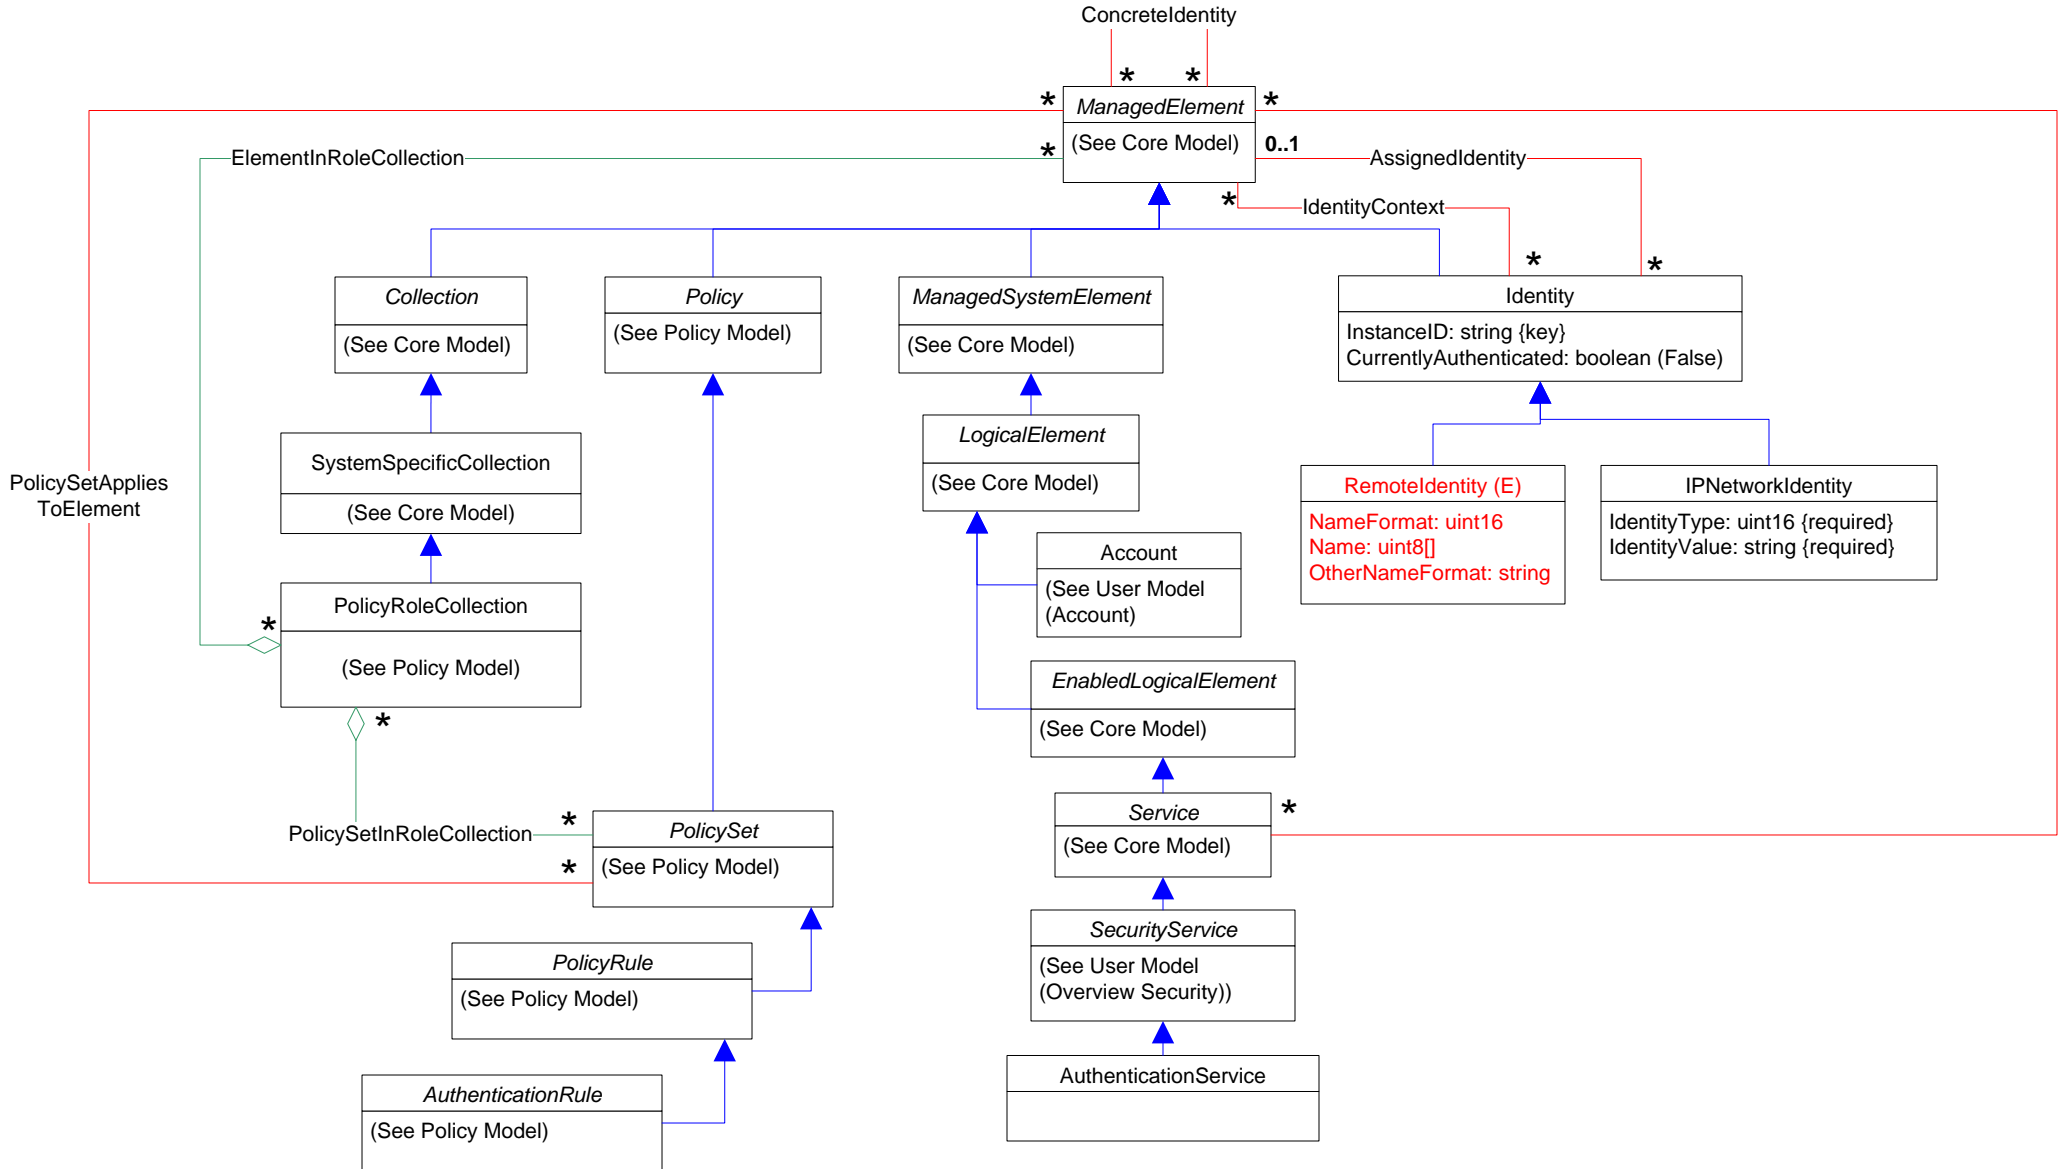 ConcreteIdentity
* *
* ManagedElement *
(See Core Model)
0..1
ElementInRoleCollection
*
AssignedIdentity
*
IdentityContext
* *
Collection
(See Core Model)
Policy
(See Policy Model)
ManagedSystemElement
(See Core Model)
Identity
InstanceID: string {key}
CurrentlyAuthenticated: boolean (False)
LogicalElement
(See Core Model)
SystemSpecificCollection
(See Core Model)
PolicySetApplies
ToElement
RemoteIdentity (E)
NameFormat: uint16
Name: uint8[]
OtherNameFormat: string
IPNetworkIdentity
IdentityType: uint16 {required}
IdentityValue: string {required}
Account
(See User Model
(Account)
PolicyRoleCollection
*
(See Policy Model)
*
EnabledLogicalElement
(See Core Model)
Service
(See Core Model)
*
PolicySetInRoleCollection
*
PolicySet
(See Policy Model)
*
SecurityService
(See User Model
(Overview Security))
PolicyRule
(See Policy Model)
AuthenticationService
AuthenticationRule
(See Policy Model)